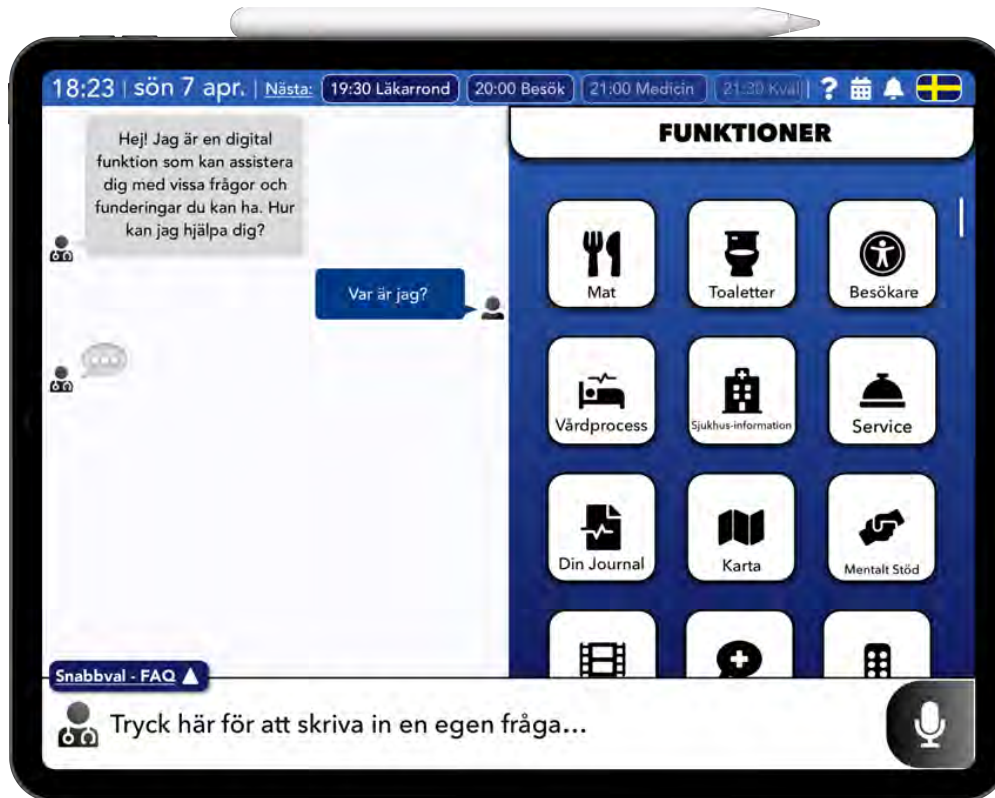 18:23 | sön 7 apr. | Nästa: 19:30 Läkarrond 20:00 Besök 21:00 Medicin 21:30 Kväl
FUNKTIONER
Hej! Jag är en digital
funktion som kan assistera
dig med vissa frågor och
funderingar du kan ha. Hur
kan jag hjälpa dig?
Var är jag?
Mat Toaletter Besökare
Vårdprocess Sjukhus-information Service
Din Journal Karta Mentalt Stöd
Snabbval - FAQ
Tryck här för att skriva in en egen fråga...